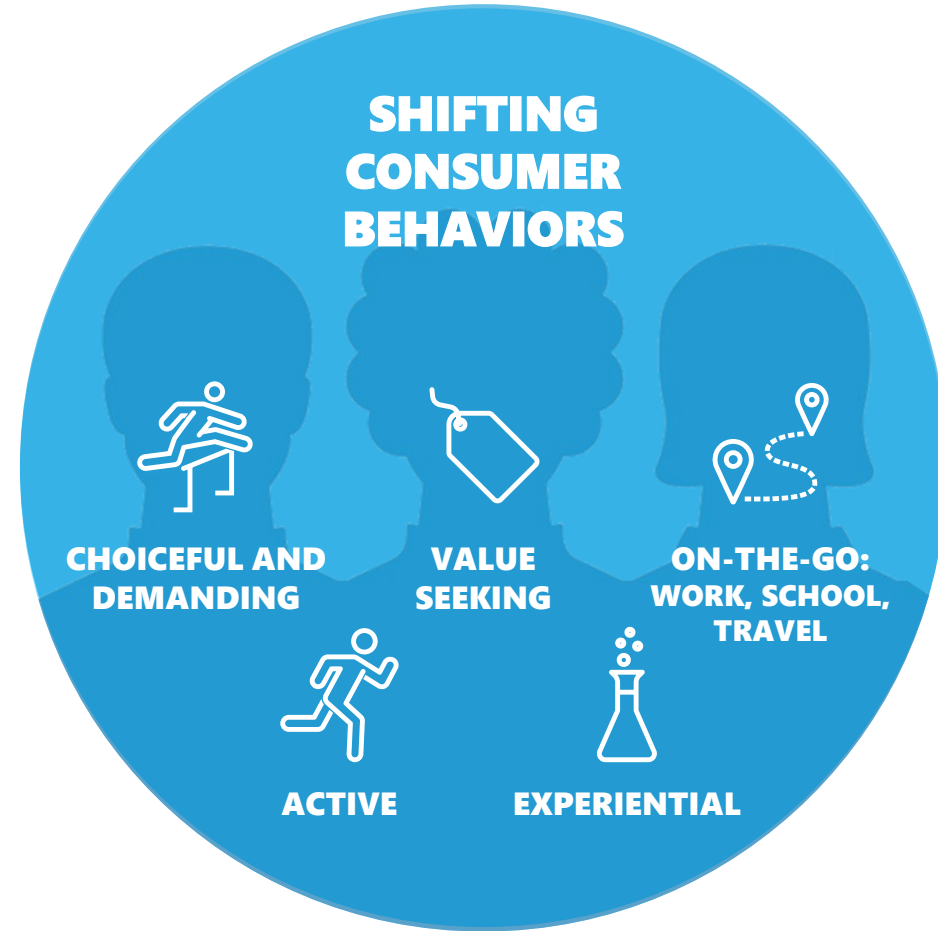 SHIFTING
CONSUMER
BEHAVIORS
CHOICEFUL AND
DEMANDING
VALUE
SEEKING
ON-THE-GO:
WORK, SCHOOL,
TRAVEL
ACTIVE
EXPERIENTIAL